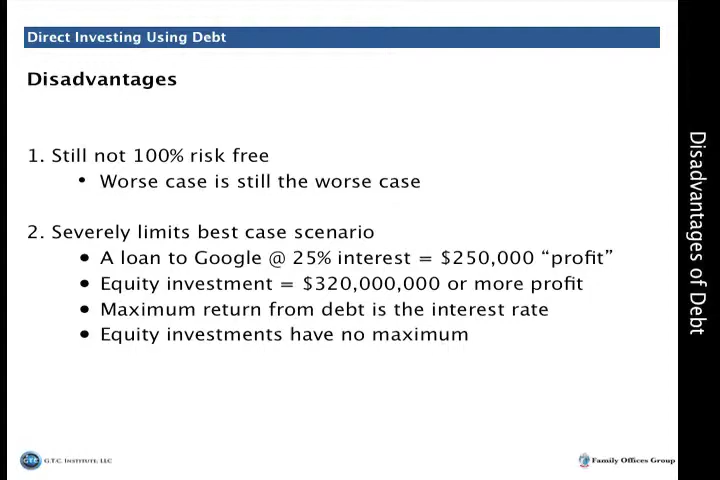 Direct Investing Using Debt
Disadvantages
1. Still not 100% risk free
• Worse case is still the worse case
2. Severely limits best case scenario
• A loan to Google @ 25% interest = $250,000 “profit”
• Equity investment = $320,000,000 or more profit
• Maximum return from debt is the interest rate
• Equity investments have no maximum
Disadvantages of Debt
GTC G.T.C. Institute, LLC
Family Offices Group